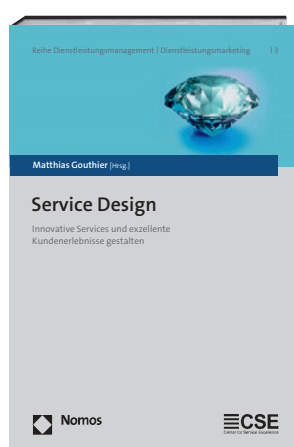 Reihe Dienstleistungsmanagement | Dienstleistungsmarketing | 3
Matthias Gouthier [Hrsg.]
Service Design
Innovative Services und exzellente
Kundenerlebnisse gestalten
Nomos
CSE
Center for Service Excellence